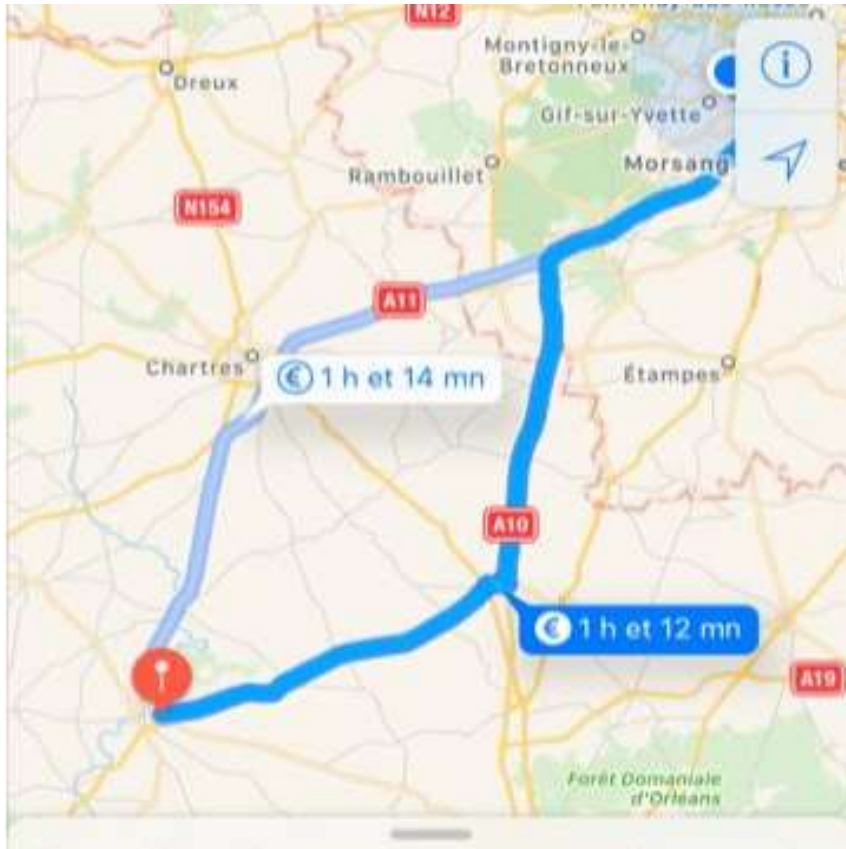 N12
Montigny-le-
Bretonneux
Dreux
Gif-sur-Yvette
Rambouillet
Morsang
N154
A11
Chartres
€ 1 h et 14 mn
Étampes
A10
€ 1 h et 12 mn
A19
Forêt Domaniale
d'Orléans